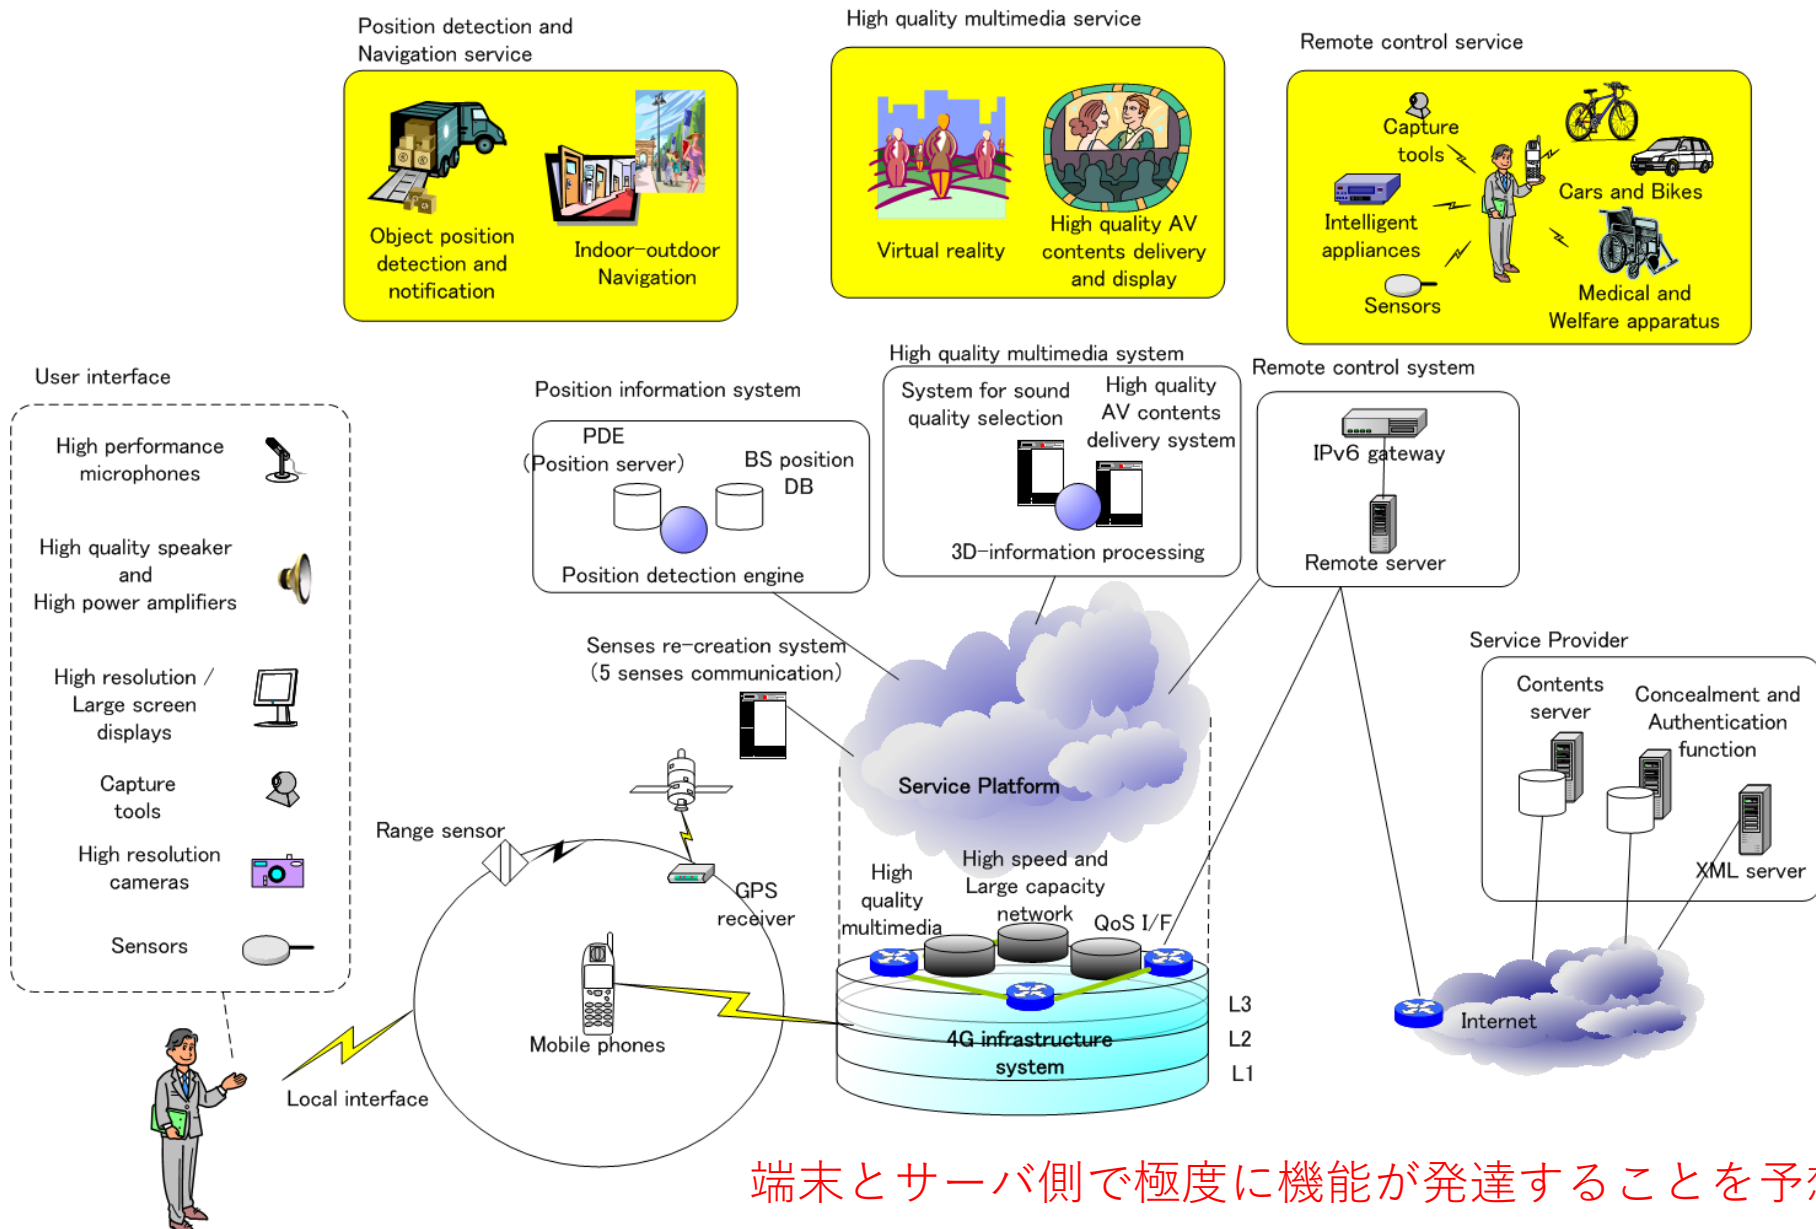 Position detection and
Navigation service
Object position
detection and
notification
Indoor-outdoor
Navigation
High quality multimedia service
Virtual reality
High quality AV
contents delivery
and display
Remote control service
Capture
tools
Intelligent
appliances
Sensors
Cars and Bikes
Medical and
Welfare apparatus
User interface
High performance
microphones
High quality speaker
and
High power amplifiers
High resolution /
Large screen
displays
Capture
tools
High resolution
cameras
Sensors
Position information system
PDE
(Position server)
BS position
DB
Position detection engine
High quality multimedia system
System for sound
quality selection
High quality
AV contents
delivery system
3D-information processing
Remote control system
IPv6 gateway
Remote server
Senses re-creation system
(5 senses communication)
Service Platform
Service Provider
Contents
server
Concealment and
Authentication
function
XML server
Range sensor
GPS
receiver
Mobile phones
Local interface
High
quality
multimedia
High speed and
Large capacity
network
QoS I/F
4G infrastructure
system
L3
L2
L1
Internet
端末とサーバ側で極度に機能が発達することを予